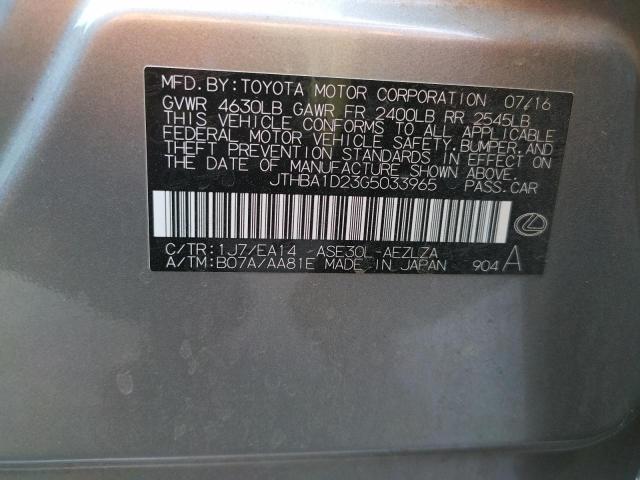 MFD. BY: TOYOTA MOTOR CORPORATION 07/16
GVWR 4630LB GAWR FR 2400LB RR 2545LB
THIS VEHICLE CONFORMS TO ALL APPLICABLE
FEDERAL MOTOR VEHICLE SAFETY, BUMPER, AND
THEFT PREVENTION STANDARDS IN EFFECT ON
THE DATE OF MANUFACTURE SHOWN ABOVE.
JTHBA1D23G5033965 PASS.CAR
C/TR: 1J7/EA14 ASE30L-AEZLZA
A/TM: B07A/AA81E MADE IN JAPAN 904 A